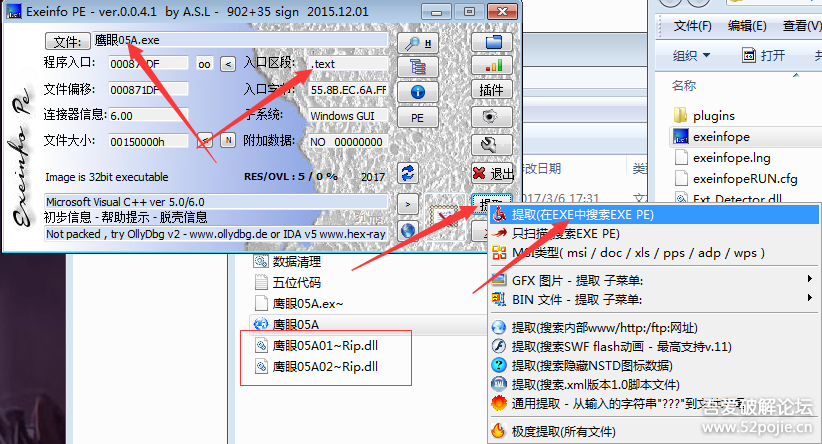 Exeinfo PE - ver.0.0.4.1 by A.S.L - 902+35 sign 2015.12.01
文件: 鹰眼05A.exe
程序入口: 000871DF oo < 入口区段: .text
文件偏移: 000871DF 入口字节: 55.8B.EC.6A.FF
连接器信息: 6.00 子系统: Windows GUI
文件大小: 00150000h N 附加数据: NO 00000000
Image is 32bit executable RES/OVL : 5 / 0 % 2017
Microsoft Visual C++ ver 5.0/6.0
初步信息 - 帮助提示 - 脱壳信息
Not packed , try OllyDbg v2 - www.ollydbg.de or IDA v5 www.hex-ray
Exeinfo Pe
H
插件
PE
退出
>
提取
文件(F) 编辑(E) 查看(V)
组织 打开
名称
plugins
exeinfope
exeinfope.lng
exeinfopeRUN.cfg
Ext_Detector.dll
修改日期
2017/3/6 17:31
数据清理
五位代码
鹰眼05A.ex~
鹰眼05A
鹰眼05A01~Rip.dll
鹰眼05A02~Rip.dll
提取(在EXE中搜索EXE PE)
只扫描(搜索EXE PE)
MSI类型( msi / doc / xls / pps / adp / wps )
GFX 图片 - 提取 子菜单:
BIN 文件 - 提取 子菜单:
提取(搜索内部www/http:/ftp:网址)
提取(搜索SWF flash动画 - 最高支持v.11)
提取(搜索隐藏NSTD图标数据)
提取(搜索.xml版本1.0脚本文件)
通用提取 - 从输入的字符串"???"到文件
极度提取(所有文件)
吾爱破解论坛
www.52pojie.cn